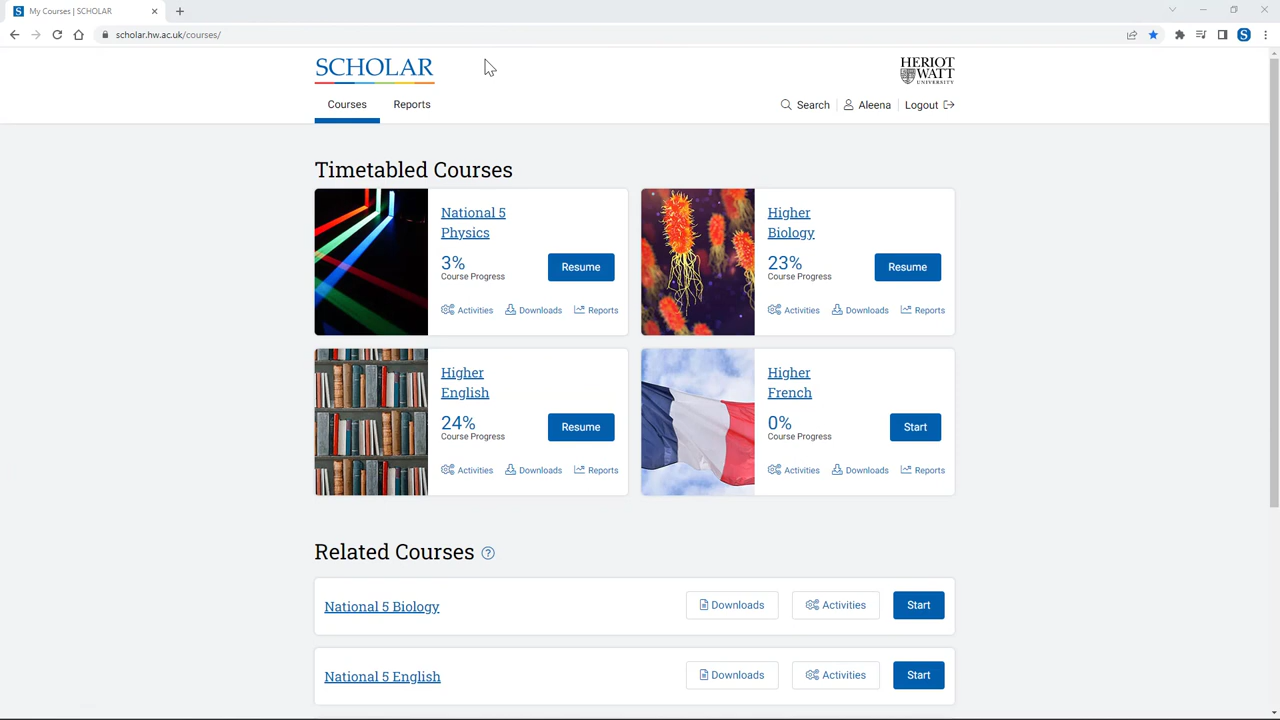 My Courses | SCHOLAR
scholar.hw.ac.uk/courses/
SCHOLAR
HERIOT
WATT
UNIVERSITY
Courses
Reports
Search
Aleena
Logout
Timetabled Courses
National 5
Physics
3%
Course Progress
Resume
Activities
Downloads
Reports
Higher
Biology
23%
Course Progress
Resume
Activities
Downloads
Reports
Higher
English
24%
Course Progress
Resume
Activities
Downloads
Reports
Higher
French
0%
Course Progress
Start
Activities
Downloads
Reports
Related Courses
National 5 Biology
Downloads
Activities
Start
National 5 English
Downloads
Activities
Start